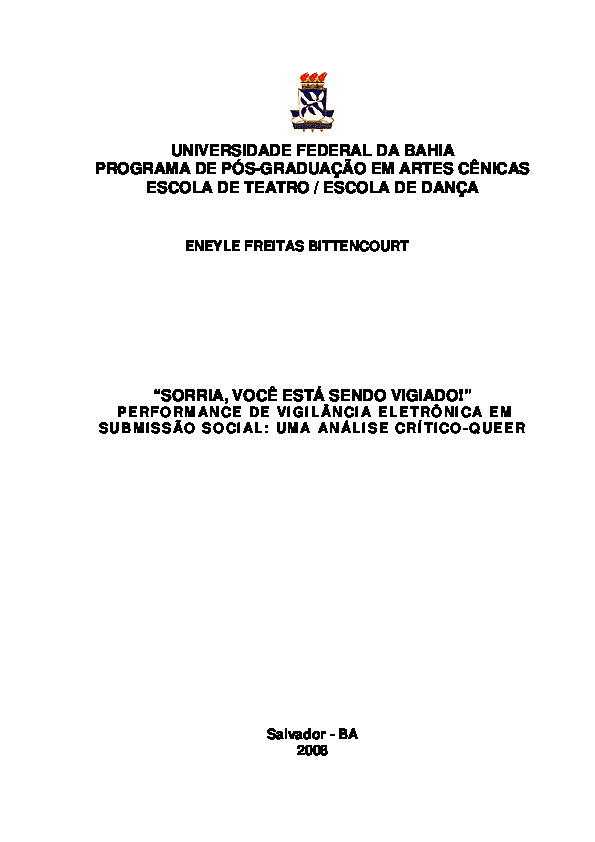 UNIVERSIDADE FEDERAL DA BAHIA
PROGRAMA DE PÓS-GRADUAÇÃO EM ARTES CÊNICAS
ESCOLA DE TEATRO / ESCOLA DE DANÇA
ENEYLE FREITAS BITTENCOURT
“SORRIA, VOCÊ ESTÁ SENDO VIGIADO!”
PERFORMANCE DE VIGILÂNCIA ELETRÔNICA EM
SUBMISSÃO SOCIAL: UMA ANÁLISE CRÍTICO-QUEER
Salvador - BA
2008